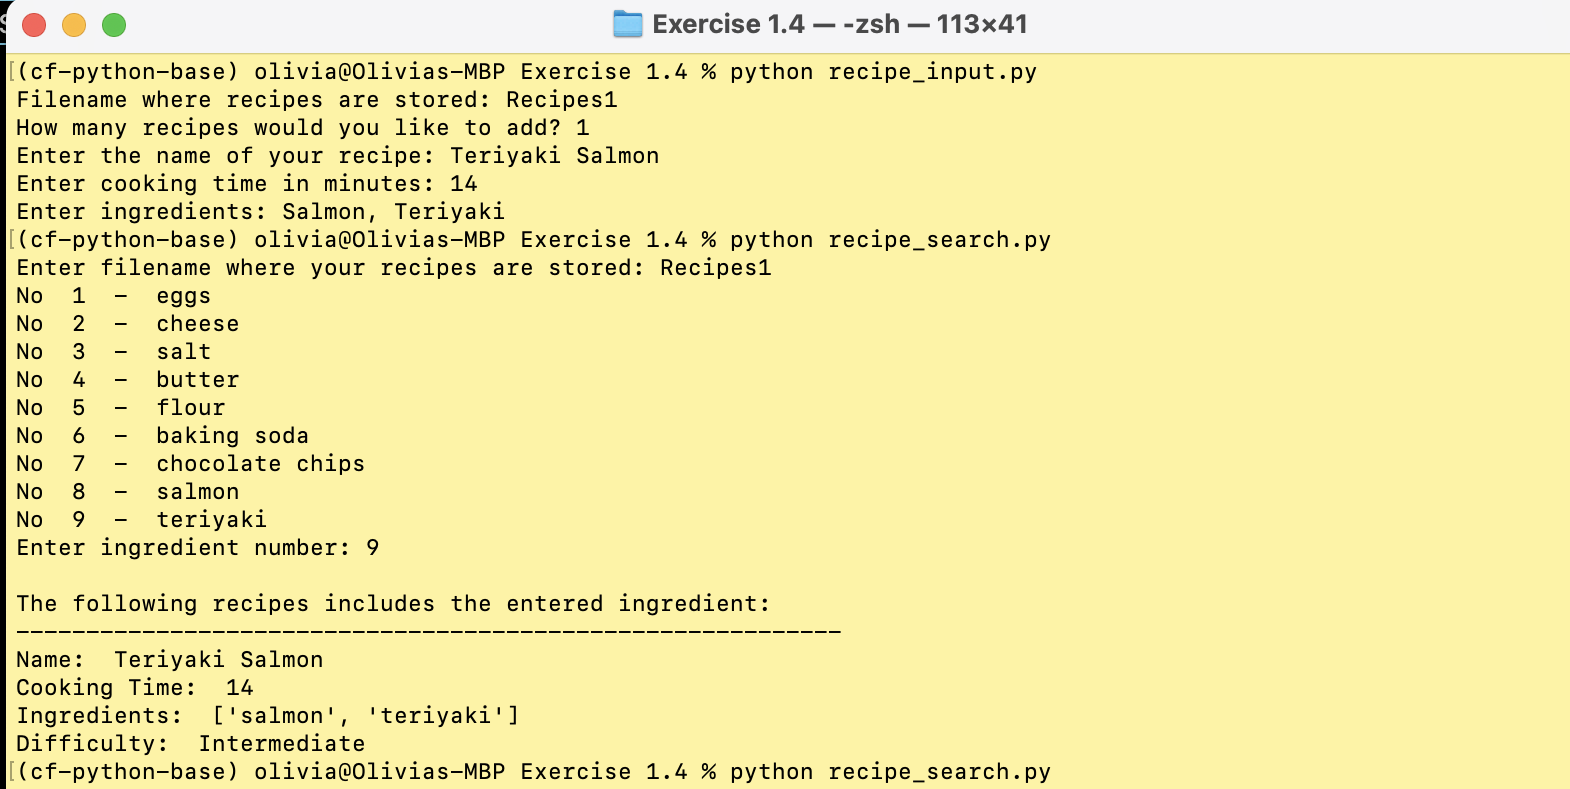 Exercise 1.4 — -zsh — 113×41
[(cf-python-base) olivia@Olivias-MBP Exercise 1.4 % python recipe_input.py
Filename where recipes are stored: Recipes1
How many recipes would you like to add? 1
Enter the name of your recipe: Teriyaki Salmon
Enter cooking time in minutes: 14
Enter ingredients: Salmon, Teriyaki
[(cf-python-base) olivia@Olivias-MBP Exercise 1.4 % python recipe_search.py
Enter filename where your recipes are stored: Recipes1
No  1  -  eggs
No  2  -  cheese
No  3  -  salt
No  4  -  butter
No  5  -  flour
No  6  -  baking soda
No  7  -  chocolate chips
No  8  -  salmon
No  9  -  teriyaki
Enter ingredient number: 9
The following recipes includes the entered ingredient:
-----------------------------------------------------------
Name:  Teriyaki Salmon
Cooking Time:  14
Ingredients:  ['salmon', 'teriyaki']
Difficulty:  Intermediate
[(cf-python-base) olivia@Olivias-MBP Exercise 1.4 % python recipe_search.py